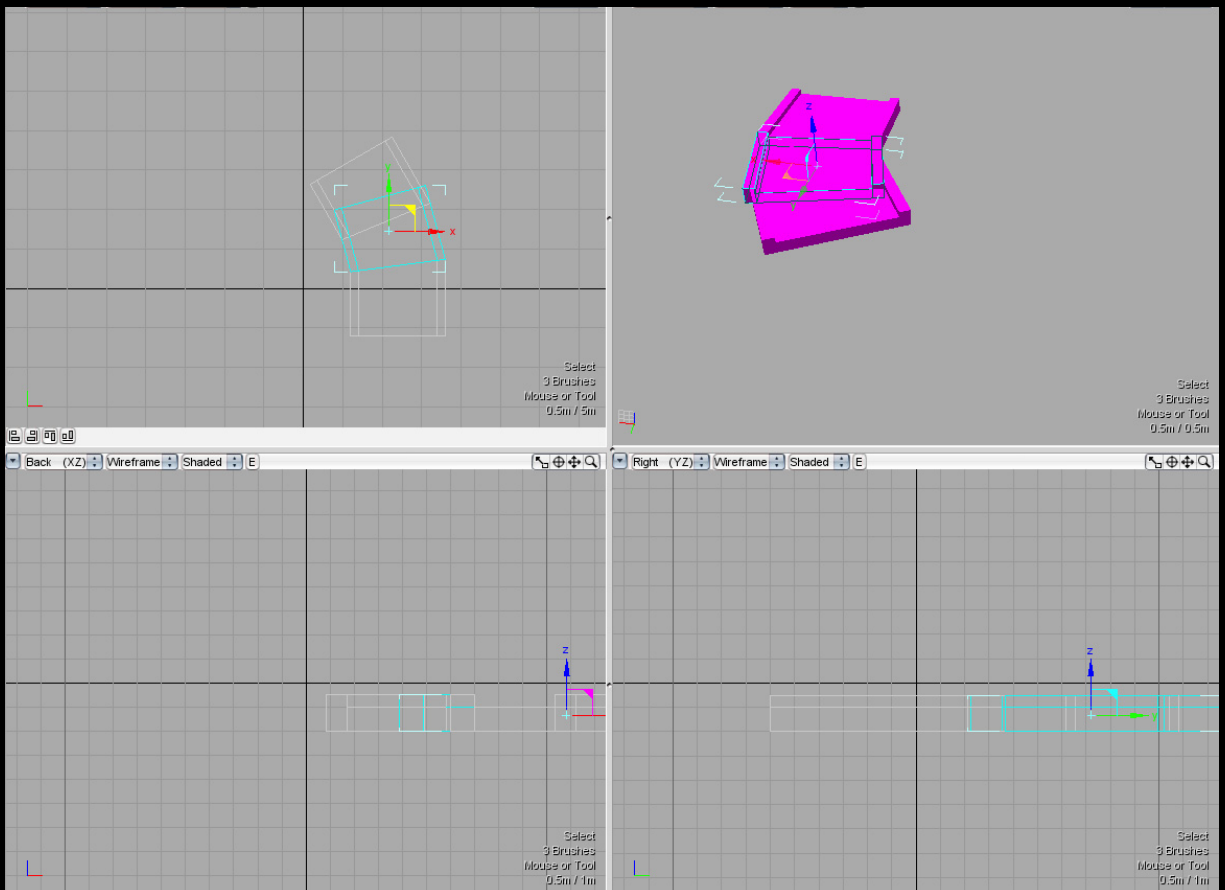 z
x
Select
3 Brushes
Mouse or Tool
0.5m / 5m
Select
3 Brushes
Mouse or Tool
0.5m / 0.5m
Back (XZ) Wireframe Shaded E
Right (YZ) Wireframe Shaded E
z
z
Select
3 Brushes
Mouse or Tool
0.5m / 1m
Select
3 Brushes
Mouse or Tool
0.5m / 1m